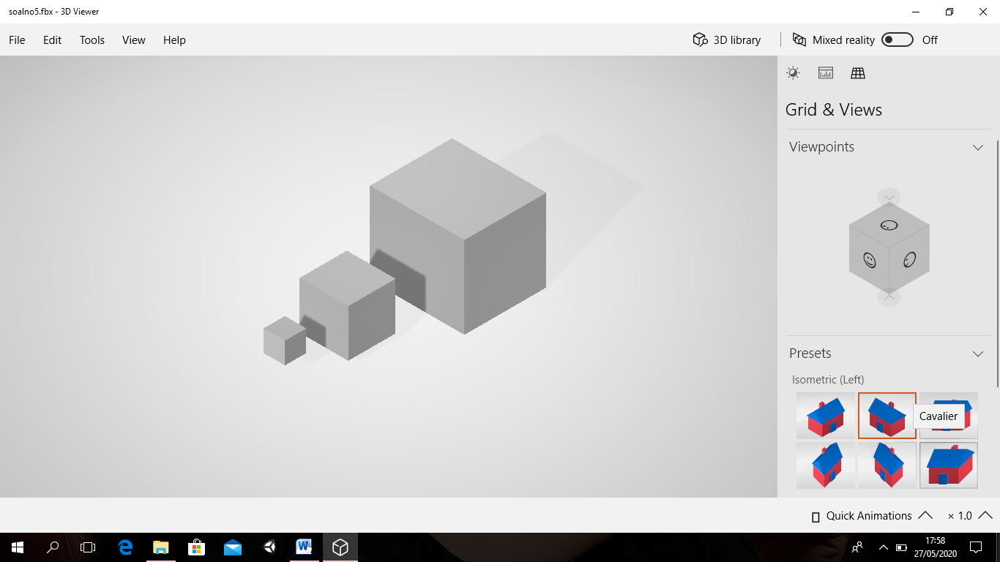 soalno5.fbx - 3D Viewer
File Edit Tools View Help
3D library Mixed reality Off
Grid & Views
Viewpoints
Presets
Isometric (Left)
Cavalier
Quick Animations × 1.0
17:58
27/05/2020